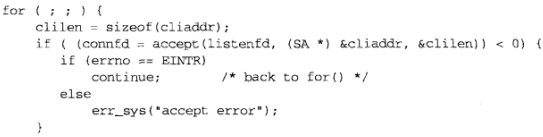 for ( ; ; ) {
    clilen = sizeof(cliaddr);
    if ( (connfd = accept(listenfd, (SA *) &cliaddr, &clilen)) < 0) {
        if (errno == EINTR)
            continue;       /* back to for() */
        else
            err_sys("accept error");
    }